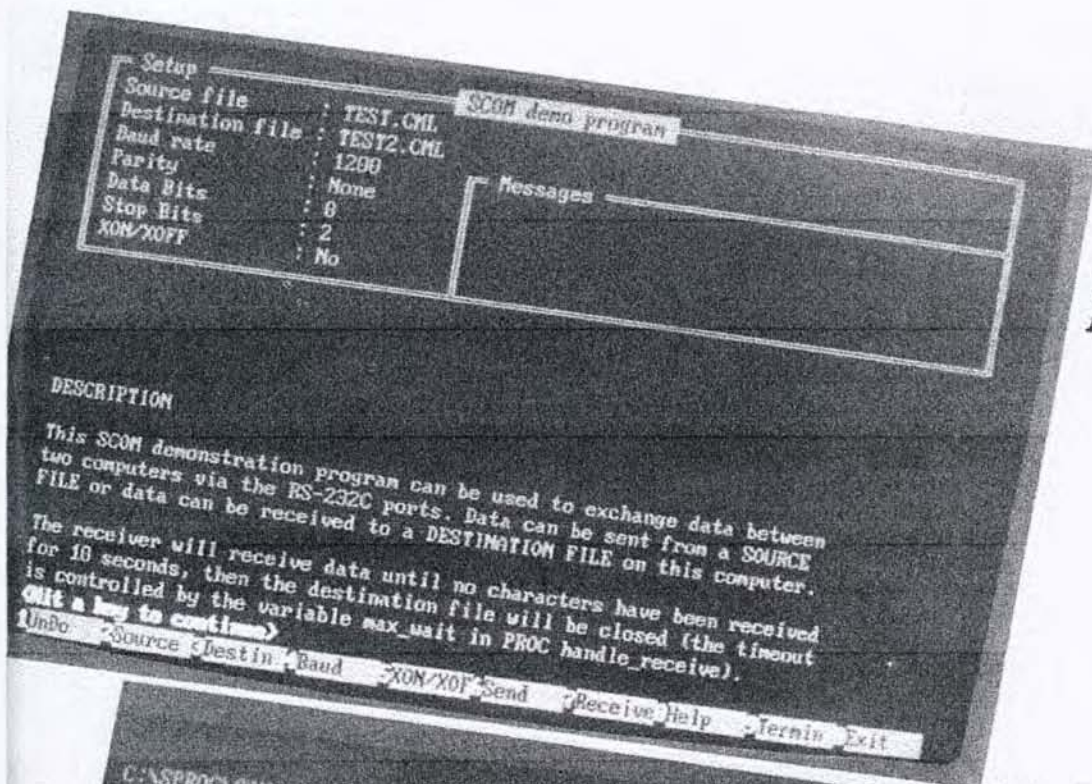 Setup
SCOM demo program
Source file : TEST.CML
Destination file : TEST2.CML
Baud rate : 1200
Parity : None
Data Bits : 8
Stop Bits : 2
XON/XOFF : No
Messages
DESCRIPTION
This SCOM demonstration program can be used to exchange data between
two computers via the RS-232C ports. Data can be sent from a SOURCE
FILE or data can be received to a DESTINATION FILE on this computer.
The receiver will receive data until no characters have been received
for 10 seconds, then the destination file will be closed (the timeout
is controlled by the variable max_wait in PROC handle_receive).
<Hit a key to continue>
1UnDo Source Destin Baud XON/XOF Send Receive Help Termin Exit